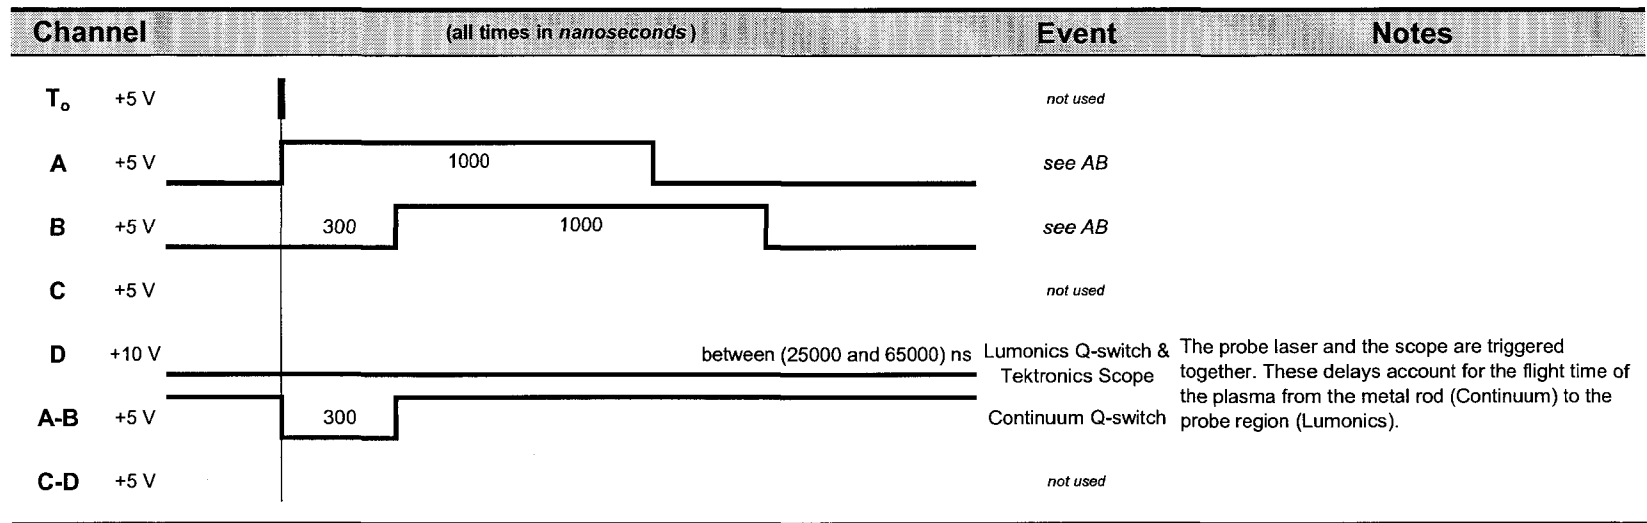 Channel (all times in nanoseconds) Event Notes
To +5 V not used
A +5 V 1000 see AB
B +5 V 300 1000 see AB
C +5 V not used
D +10 V between (25000 and 65000) ns Lumonics Q-switch & Tektronics Scope
The probe laser and the scope are triggered
together. These delays account for the flight time of
the plasma from the metal rod (Continuum) to the
probe region (Lumonics).
A-B +5 V 300 Continuum Q-switch
C-D +5 V not used